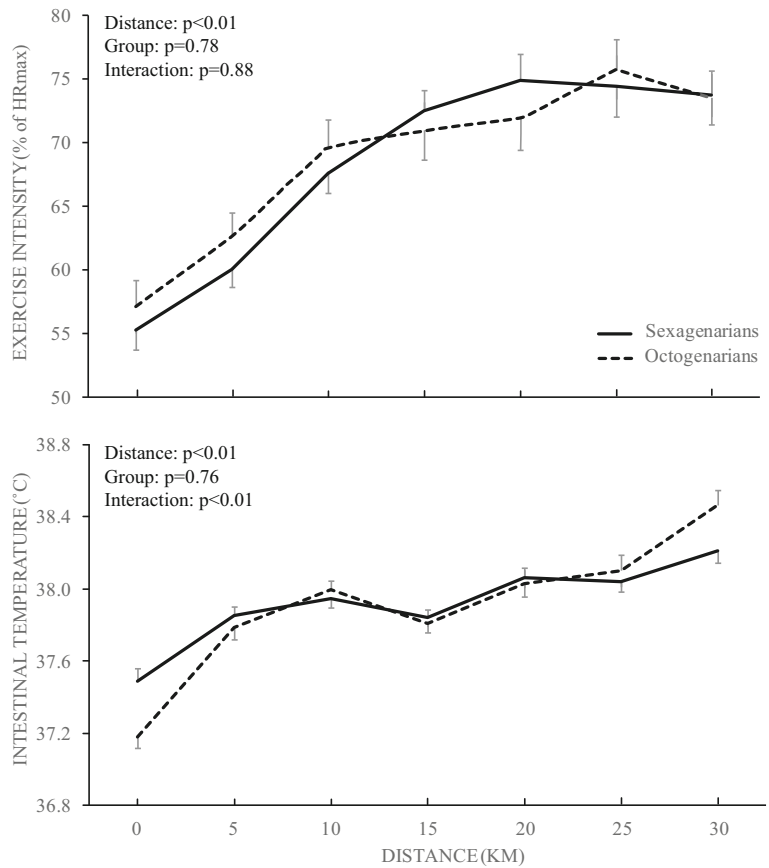 EXERCISE INTENSITY (% of HRmax)
80
75
70
65
60
55
50
Distance: p<0.01
Group: p=0.78
Interaction: p=0.88
Sexagenarians
Octogenarians
INTESTINAL TEMPERATURE (˚C)
38.8
38.4
38.0
37.6
37.2
36.8
Distance: p<0.01
Group: p=0.76
Interaction: p<0.01
0 5 10 15 20 25 30
DISTANCE (KM)